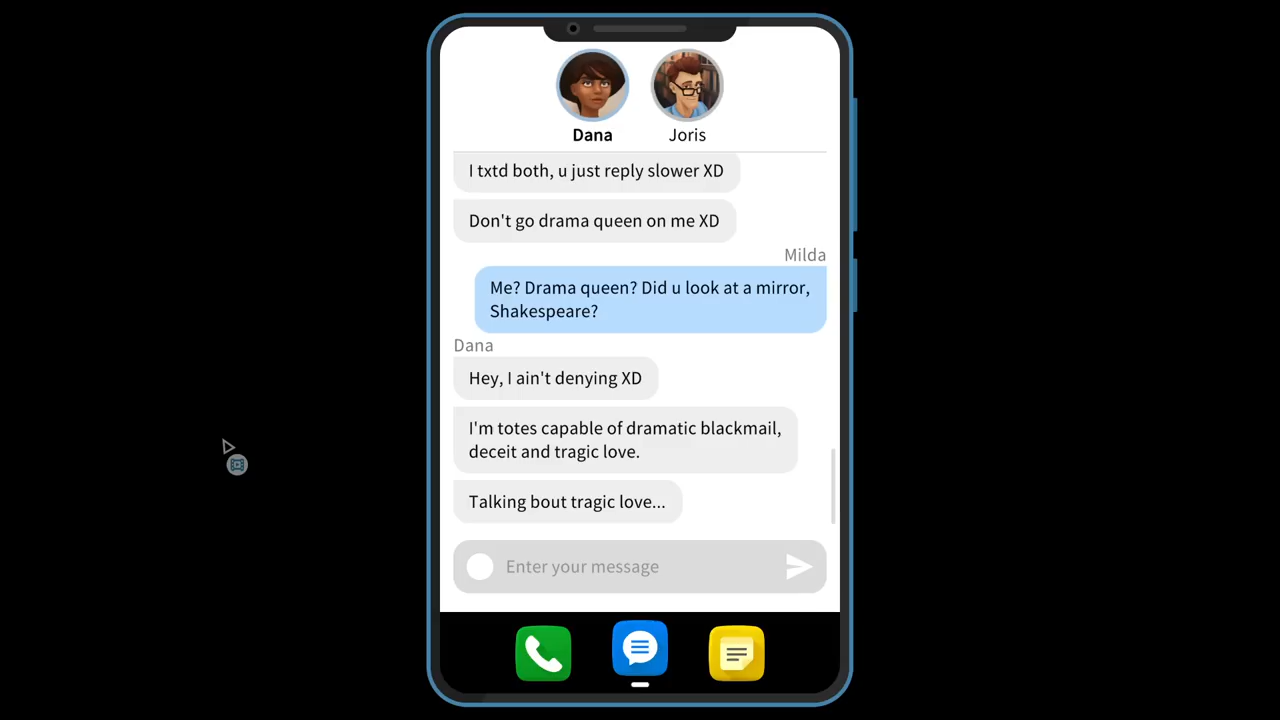 Dana
Joris
I txtd both, u just reply slower XD
Don't go drama queen on me XD
Milda
Me? Drama queen? Did u look at a mirror,
Shakespeare?
Dana
Hey, I ain't denying XD
I'm totes capable of dramatic blackmail,
deceit and tragic love.
Talking bout tragic love...
Enter your message